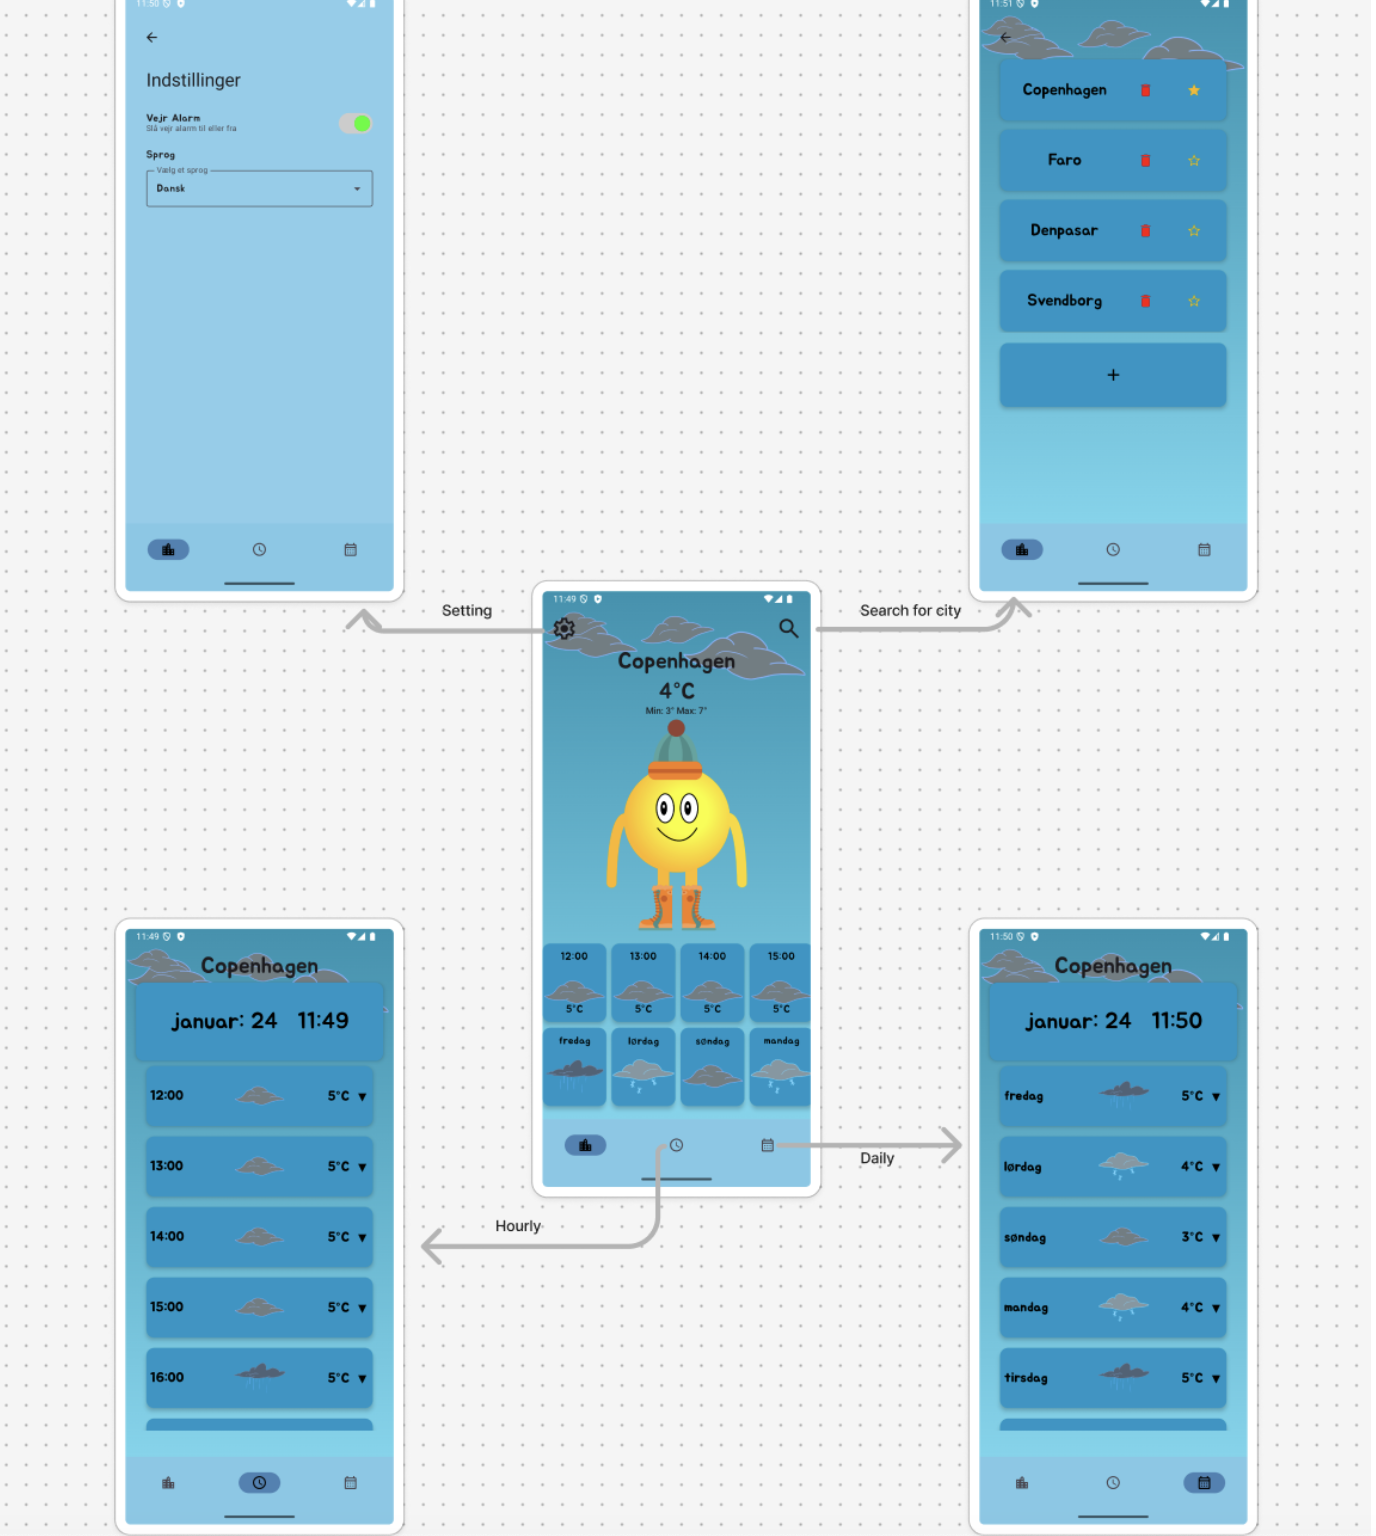 11:50
Indstillinger
Vejr Alarm
Slå vejr alarm til eller fra
Sprog
Vælg et sprog
Dansk
11:51
Copenhagen
Faro
Denpasar
Svendborg
+
Setting
Search for city
11:49
Copenhagen
4°C
Min: 3° Max: 7°
12:00 13:00 14:00 15:00
5°C 5°C 5°C 5°C
fredag lørdag søndag mandag
Hourly
Daily
11:49
Copenhagen
januar: 24 11:49
12:00 5°C
13:00 5°C
14:00 5°C
15:00 5°C
16:00 5°C
11:50
Copenhagen
januar: 24 11:50
fredag 5°C
lørdag 4°C
søndag 3°C
mandag 4°C
tirsdag 5°C